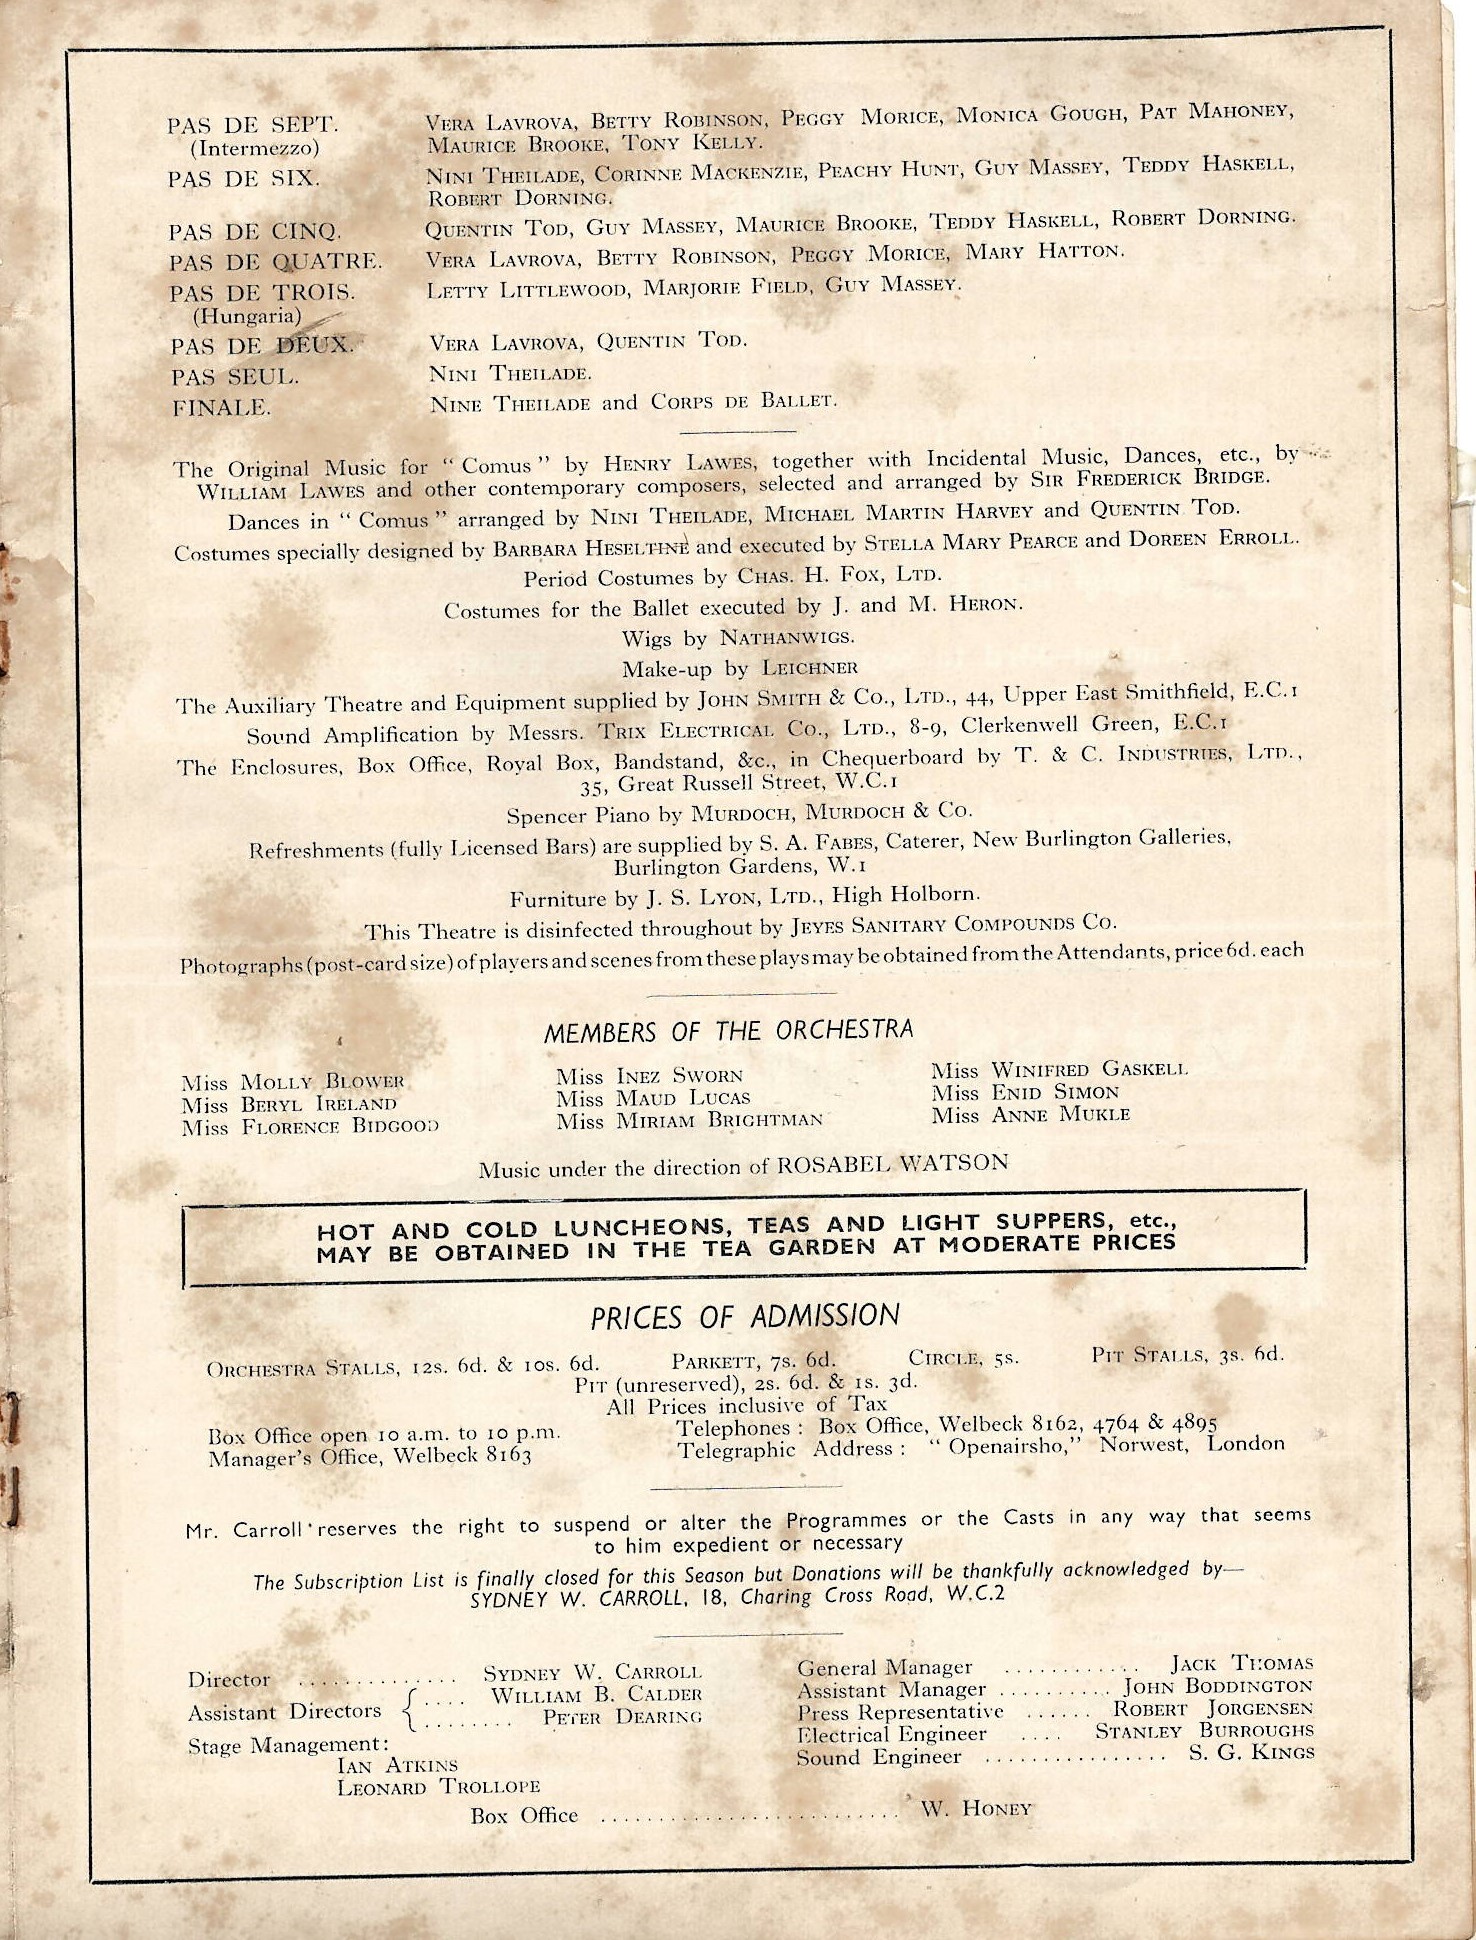 PAS DE SEPT. VERA LAVROVA, BETTY ROBINSON, PEGGY MORICE, MONICA GOUGH, PAT MAHONEY,
(Intermezzo) MAURICE BROOKE, TONY KELLY.
PAS DE SIX. NINI THEILADE, CORINNE MACKENZIE, PEACHY HUNT, GUY MASSEY, TEDDY HASKELL,
ROBERT DORNING.
PAS DE CINQ. QUENTIN TOD, GUY MASSEY, MAURICE BROOKE, TEDDY HASKELL, ROBERT DORNING.
PAS DE QUATRE. VERA LAVROVA, BETTY ROBINSON, PEGGY MORICE, MARY HATTON.
PAS DE TROIS. LETTY LITTLEWOOD, MARJORIE FIELD, GUY MASSEY.
(Hungaria)
PAS DE DEUX. VERA LAVROVA, QUENTIN TOD.
PAS SEUL. NINI THEILADE.
FINALE. NINE THEILADE and CORPS DE BALLET.
The Original Music for "Comus" by HENRY LAWES, together with Incidental Music, Dances, etc., by
WILLIAM LAWES and other contemporary composers, selected and arranged by SIR FREDERICK BRIDGE.
Dances in "Comus" arranged by NINI THEILADE, MICHAEL MARTIN HARVEY and QUENTIN TOD.
Costumes specially designed by BARBARA HESELTINE and executed by STELLA MARY PEARCE and DOREEN ERROLL.
Period Costumes by CHAS. H. FOX, LTD.
Costumes for the Ballet executed by J. and M. HERON.
Wigs by NATHANWIGS.
Make-up by LEICHNER
The Auxiliary Theatre and Equipment supplied by JOHN SMITH & CO., LTD., 44, Upper East Smithfield, E.C.1
Sound Amplification by Messrs. TRIX ELECTRICAL CO., LTD., 8-9, Clerkenwell Green, E.C.1
The Enclosures, Box Office, Royal Box, Bandstand, &c., in Chequerboard by T. & C. INDUSTRIES, LTD.,
35, Great Russell Street, W.C.1
Spencer Piano by MURDOCH, MURDOCH & CO.
Refreshments (fully Licensed Bars) are supplied by S. A. FABES, Caterer, New Burlington Galleries,
Burlington Gardens, W.1
Furniture by J. S. LYON, LTD., High Holborn.
This Theatre is disinfected throughout by JEYES SANITARY COMPOUNDS CO.
Photographs (post-card size) of players and scenes from these plays may be obtained from the Attendants, price 6d. each
MEMBERS OF THE ORCHESTRA
Miss MOLLY BLOWER Miss INEZ SWORN Miss WINIFRED GASKELL
Miss BERYL IRELAND Miss MAUD LUCAS Miss ENID SIMON
Miss FLORENCE BIDGOOD Miss MIRIAM BRIGHTMAN Miss ANNE MUKLE
Music under the direction of ROSABEL WATSON
HOT AND COLD LUNCHEONS, TEAS AND LIGHT SUPPERS, etc.,
MAY BE OBTAINED IN THE TEA GARDEN AT MODERATE PRICES
PRICES OF ADMISSION
ORCHESTRA STALLS, 12s. 6d. & 10s. 6d. PARKETT, 7s. 6d. CIRCLE, 5s. PIT STALLS, 3s. 6d.
PIT (unreserved), 2s. 6d. & 1s. 3d.
All Prices inclusive of Tax
Box Office open 10 a.m. to 10 p.m. Telephones : Box Office, Welbeck 8162, 4764 & 4895
Manager's Office, Welbeck 8163 Telegraphic Address : "Openairsho," Norwest, London
Mr. Carroll reserves the right to suspend or alter the Programmes or the Casts in any way that seems
to him expedient or necessary
The Subscription List is finally closed for this Season but Donations will be thankfully acknowledged by—
SYDNEY W. CARROLL, 18, Charing Cross Road, W.C.2
Director ............ SYDNEY W. CARROLL
Assistant Directors { .... WILLIAM B. CALDER
........ PETER DEARING
Stage Management:
IAN ATKINS
LEONARD TROLLOPE
General Manager ............ JACK THOMAS
Assistant Manager .......... JOHN BODDINGTON
Press Representative ...... ROBERT JORGENSEN
Electrical Engineer .... STANLEY BURROUGHS
Sound Engineer ................ S. G. KINGS
Box Office ......................... W. HONEY